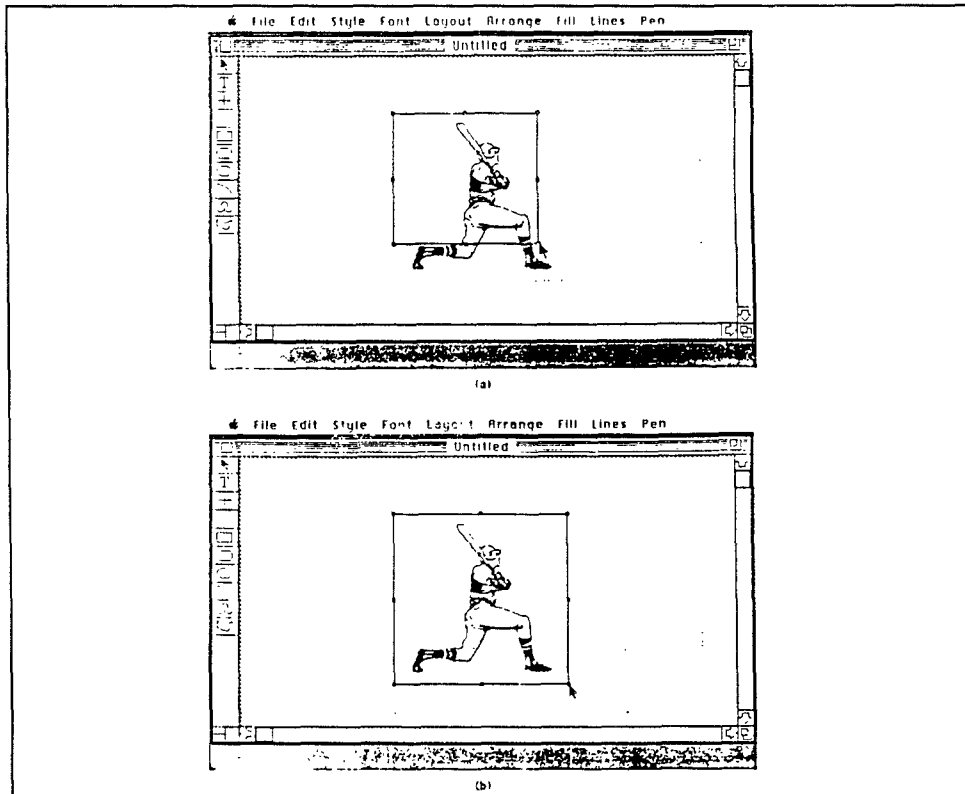 File Edit Style Font Layout Arrange Fill Lines Pen
Untitled
T
(a)
File Edit Style Font Layout Arrange Fill Lines Pen
Untitled
T
(b)